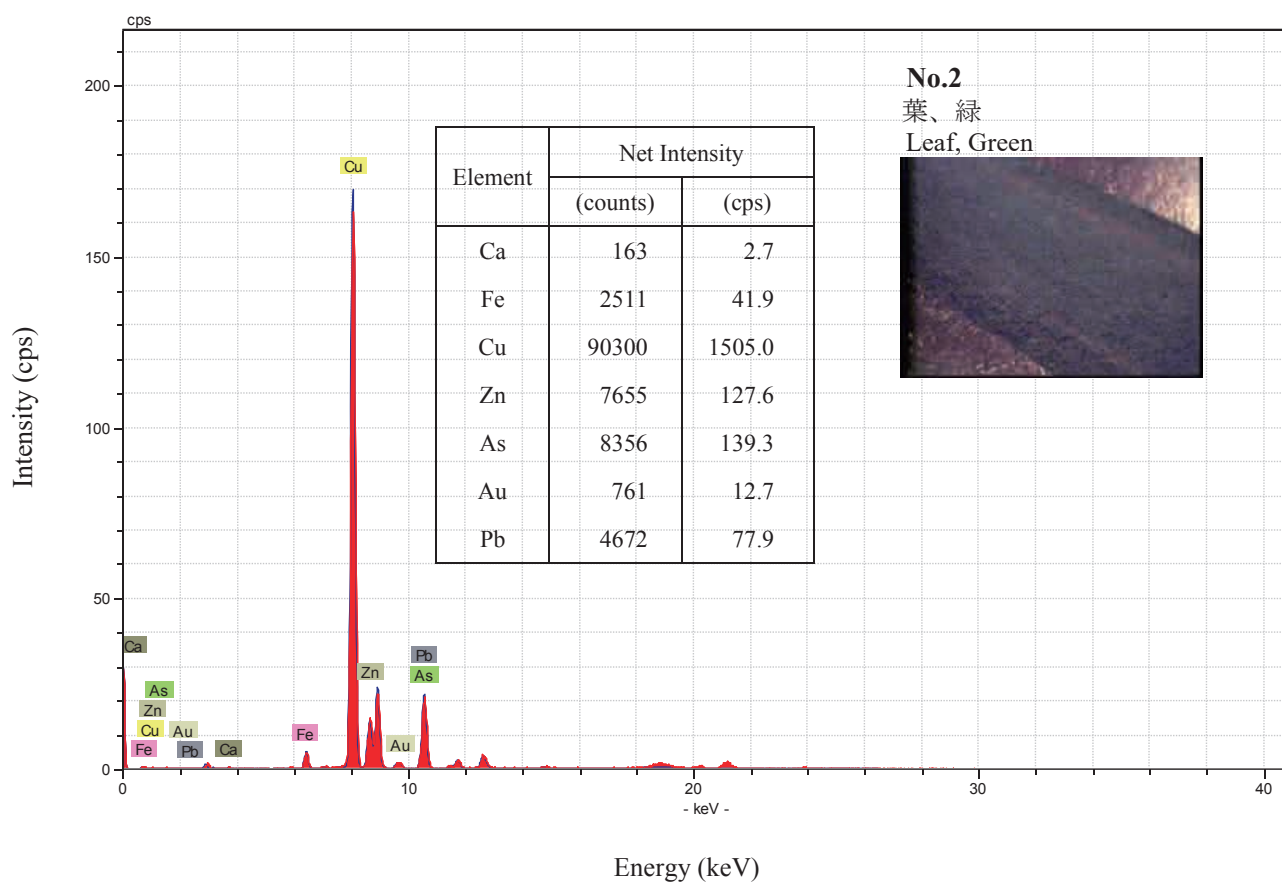 cps
200
150
100
50
0
Intensity (cps)
0
10
20
30
40
- keV -
Energy (keV)
Cu
Ca
As
Zn
Cu
Fe
Au
Pb
Ca
Fe
Zn
Au
Pb
As
Element
Net Intensity
(counts) (cps)
Ca 163 2.7
Fe 2511 41.9
Cu 90300 1505.0
Zn 7655 127.6
As 8356 139.3
Au 761 12.7
Pb 4672 77.9
No.2
葉、緑
Leaf, Green